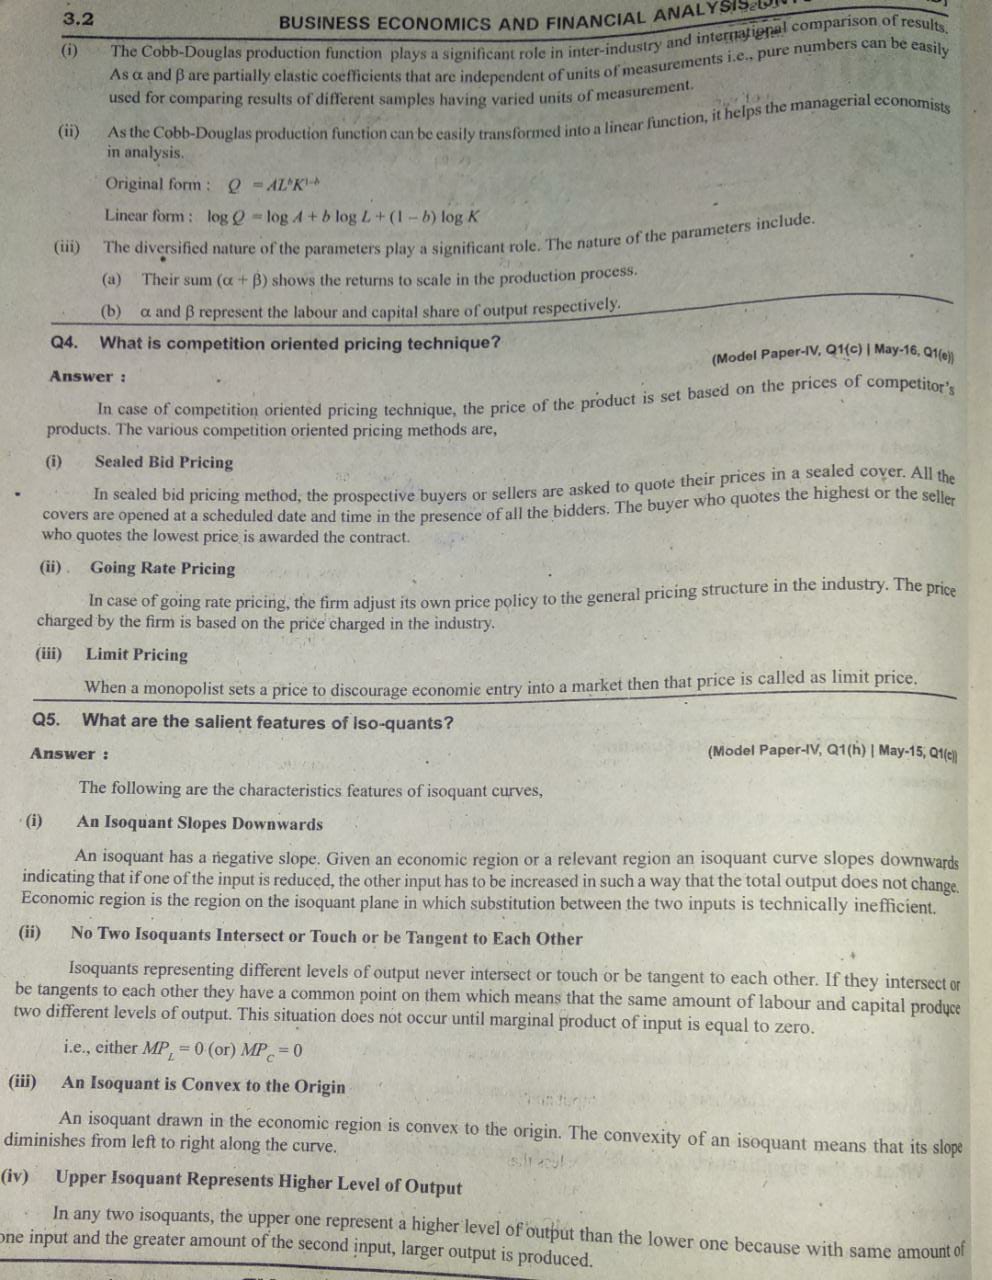 3.2 BUSINESS ECONOMICS AND FINANCIAL ANALYSIS
(i) The Cobb-Douglas production function plays a significant role in inter-industry and international comparison of results.
As α and β are partially elastic coefficients that are independent of units of measurements i.e., pure numbers can be easily
used for comparing results of different samples having varied units of measurement.
(ii) As the Cobb-Douglas production function can be easily transformed into a linear function, it helps the managerial economists
in analysis.
Original form : Q = AL^b K^1–b
Linear form : log Q = log A + b log L + (1 – b) log K
(iii) The diversified nature of the parameters play a significant role. The nature of the parameters include.
(a) Their sum (α + β) shows the returns to scale in the production process.
(b) α and β represent the labour and capital share of output respectively.
Q4. What is competition oriented pricing technique?
(Model Paper-IV, Q1(c) | May-16, Q1(e))
Answer :
In case of competition oriented pricing technique, the price of the product is set based on the prices of competitor's
products. The various competition oriented pricing methods are,
(i) Sealed Bid Pricing
In sealed bid pricing method, the prospective buyers or sellers are asked to quote their prices in a sealed cover. All the
covers are opened at a scheduled date and time in the presence of all the bidders. The buyer who quotes the highest or the seller
who quotes the lowest price is awarded the contract.
(ii) Going Rate Pricing
In case of going rate pricing, the firm adjust its own price policy to the general pricing structure in the industry. The price
charged by the firm is based on the price charged in the industry.
(iii) Limit Pricing
When a monopolist sets a price to discourage economic entry into a market then that price is called as limit price.
Q5. What are the salient features of Iso-quants?
Answer : (Model Paper-IV, Q1(h) | May-15, Q1(c))
The following are the characteristics features of isoquant curves,
(i) An Isoquant Slopes Downwards
An isoquant has a negative slope. Given an economic region or a relevant region an isoquant curve slopes downwards
indicating that if one of the input is reduced, the other input has to be increased in such a way that the total output does not change.
Economic region is the region on the isoquant plane in which substitution between the two inputs is technically inefficient.
(ii) No Two Isoquants Intersect or Touch or be Tangent to Each Other
Isoquants representing different levels of output never intersect or touch or be tangent to each other. If they intersect or
be tangents to each other they have a common point on them which means that the same amount of labour and capital produce
two different levels of output. This situation does not occur until marginal product of input is equal to zero.
i.e., either MP_L = 0 (or) MP_C = 0
(iii) An Isoquant is Convex to the Origin
An isoquant drawn in the economic region is convex to the origin. The convexity of an isoquant means that its slope
diminishes from left to right along the curve.
(iv) Upper Isoquant Represents Higher Level of Output
In any two isoquants, the upper one represent a higher level of output than the lower one because with same amount of
one input and the greater amount of the second input, larger output is produced.